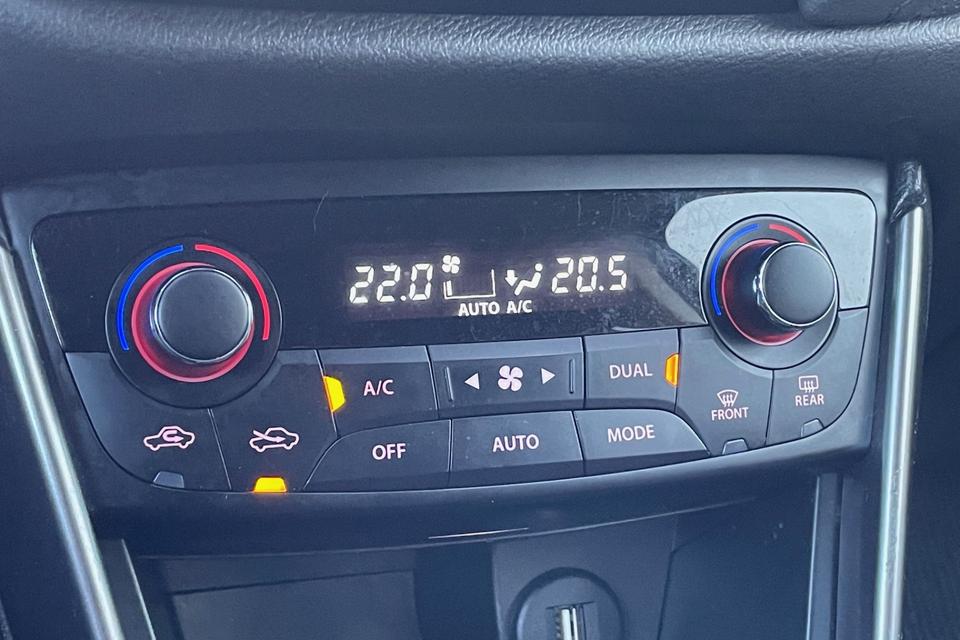 22.0 20.5
AUTO A/C
A/C
DUAL
OFF
AUTO
MODE
FRONT
REAR